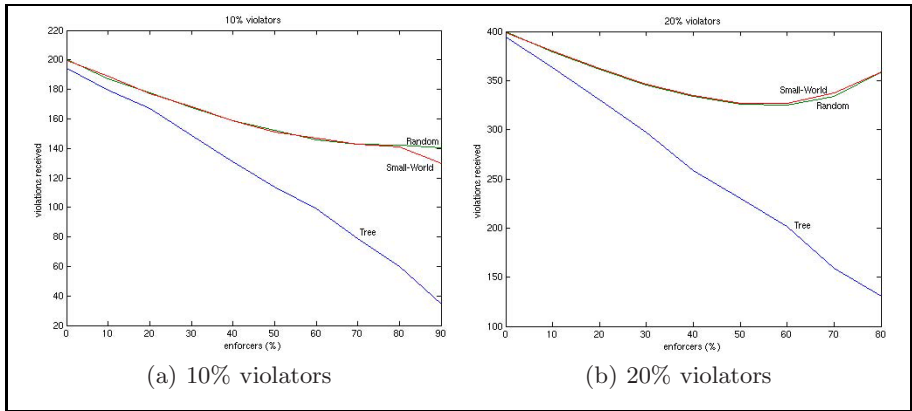 10% violators
220
200
180
160
140
120
100
80
60
40
20
violations received
Random
Small-World
Tree
0 10 20 30 40 50 60 70 80 90
enforcers (%)
(a) 10% violators
20% violators
400
350
300
250
200
150
100
violations received
Small-World
Random
Tree
0 10 20 30 40 50 60 70 80
enforcers (%)
(b) 20% violators